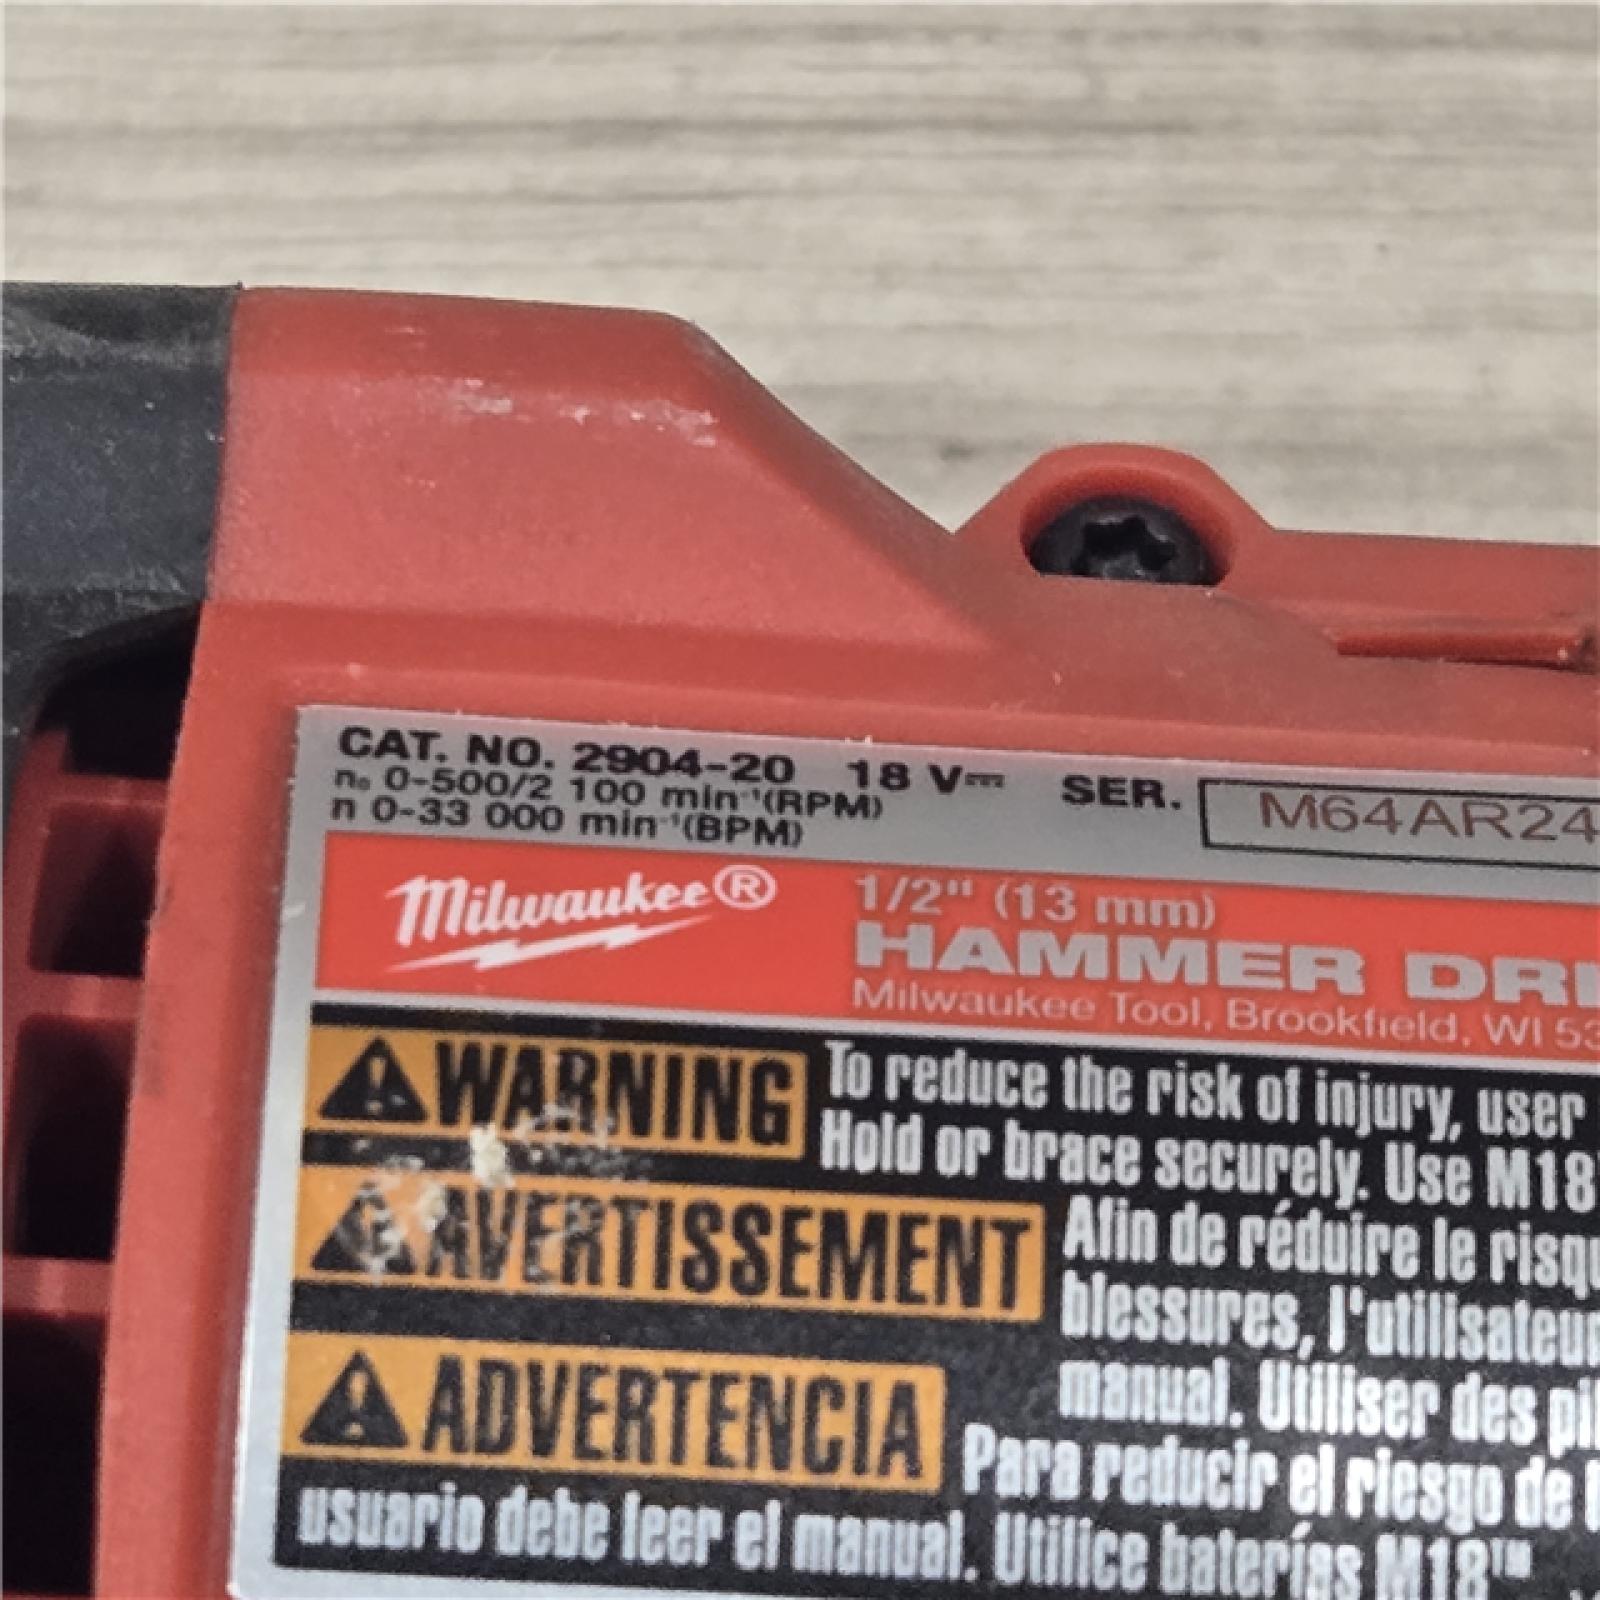 CAT. NO. 2904-20 18 V⎓ SER. M64AR24
n₀ 0-500/2 100 min⁻¹(RPM)
n 0-33 000 min⁻¹(BPM)
Milwaukee®
1/2" (13 mm)
HAMMER DRI
Milwaukee Tool, Brookfield, WI 53
WARNING To reduce the risk of injury, user
Hold or brace securely. Use M18
AVERTISSEMENT Afin de réduire le risqu
blessures, l'utilisateur
manual. Utiliser des pil
ADVERTENCIA Para reducir el riesgo de l
usuario debe leer el manual. Utilice baterías M18™